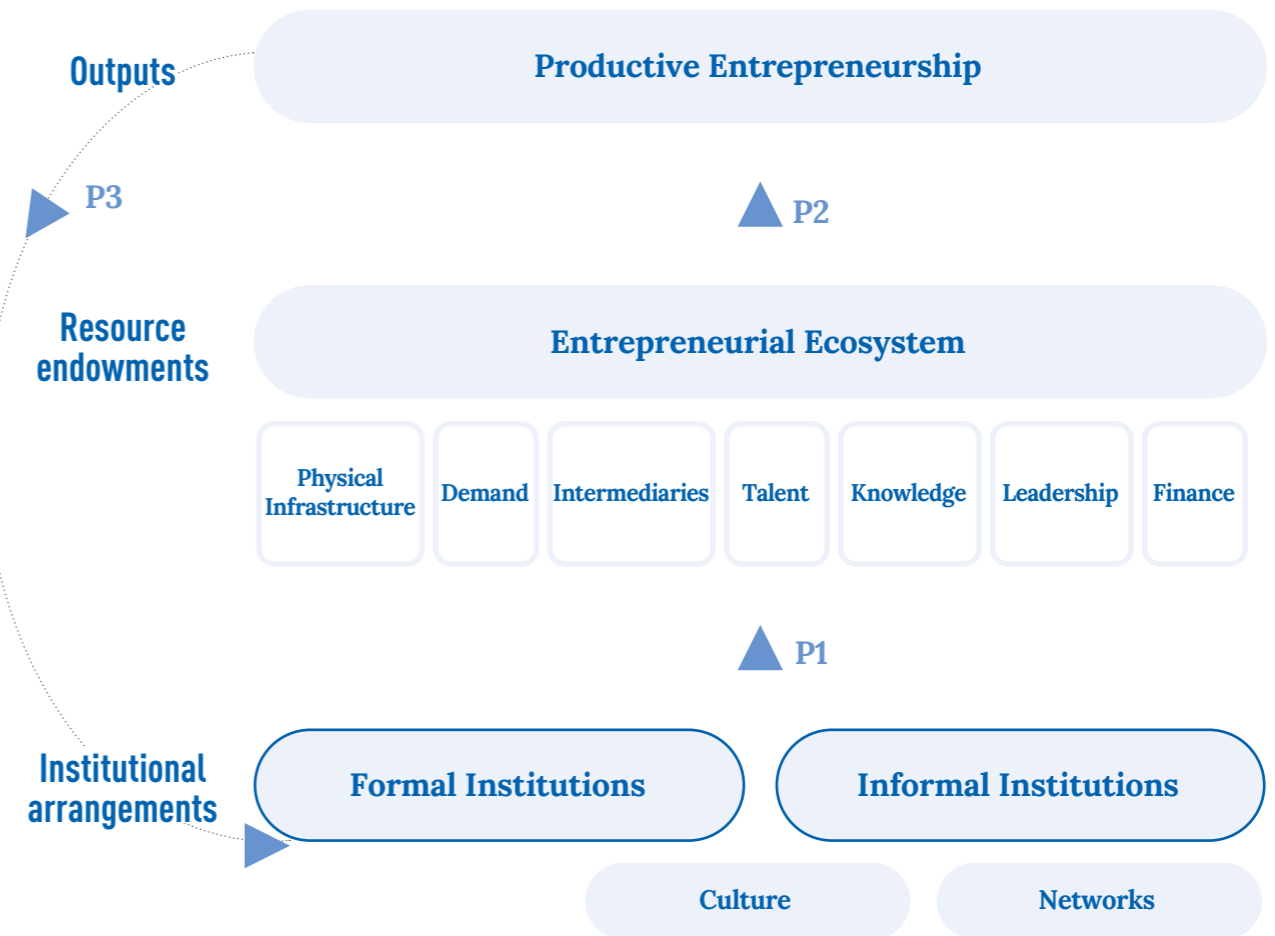 Outputs
Productive Entrepreneurship
P3
P2
Resource
endowments
Entrepreneurial Ecosystem
Physical
Infrastructure
Demand
Intermediaries
Talent
Knowledge
Leadership
Finance
P1
Institutional
arrangements
Formal Institutions
Informal Institutions
Culture
Networks